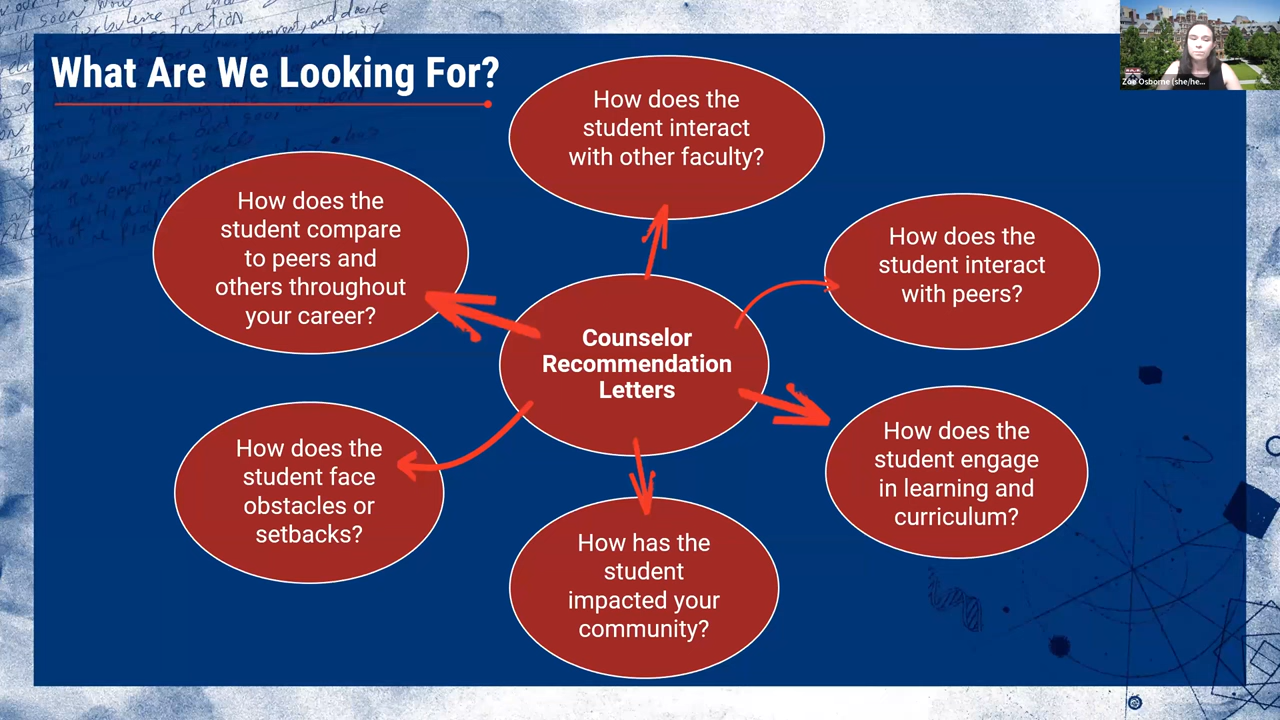 What Are We Looking For?
How does the
student interact
with other faculty?
How does the
student compare
to peers and
others throughout
your career?
How does the
student interact
with peers?
Counselor
Recommendation
Letters
How does the
student face
obstacles or
setbacks?
How does the
student engage
in learning and
curriculum?
How has the
student
impacted your
community?
Zoe Osborne (she/he...